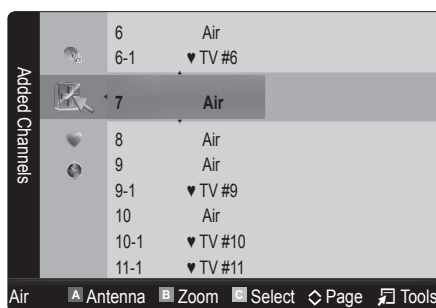 Added Channels
6 Air
6-1 ♥ TV #6
7 Air
8 Air
9 Air
9-1 ♥ TV #9
10 Air
10-1 ♥ TV #10
11-1 ♥ TV #11
Air A Antenna B Zoom C Select Page Tools